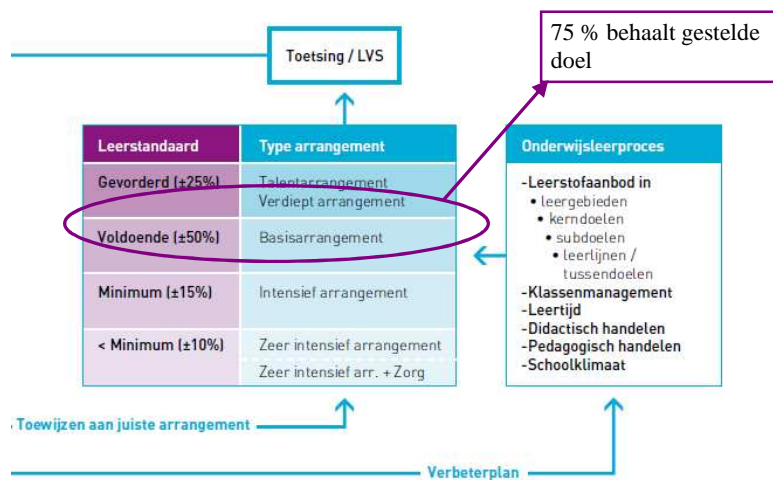 75 % behaalt gestelde
doel
Toetsing / LVS
Leerstandaard
Type arrangement
Gevorderd (±25%)
Talentarrangement
Verdiept arrangement
Voldoende (±50%)
Basisarrangement
Minimum (±15%)
Intensief arrangement
< Minimum (±10%)
Zeer intensief arrangement
Zeer intensief arr. + Zorg
Onderwijsleerproces
-Leerstofaanbod in
• leergebieden
• kerndoelen
• subdoelen
• leerlijnen /
tussendoelen
-Klassenmanagement
-Leertijd
-Didactisch handelen
-Pedagogisch handelen
-Schoolklimaat
Toewijzen aan juiste arrangement
Verbeterplan